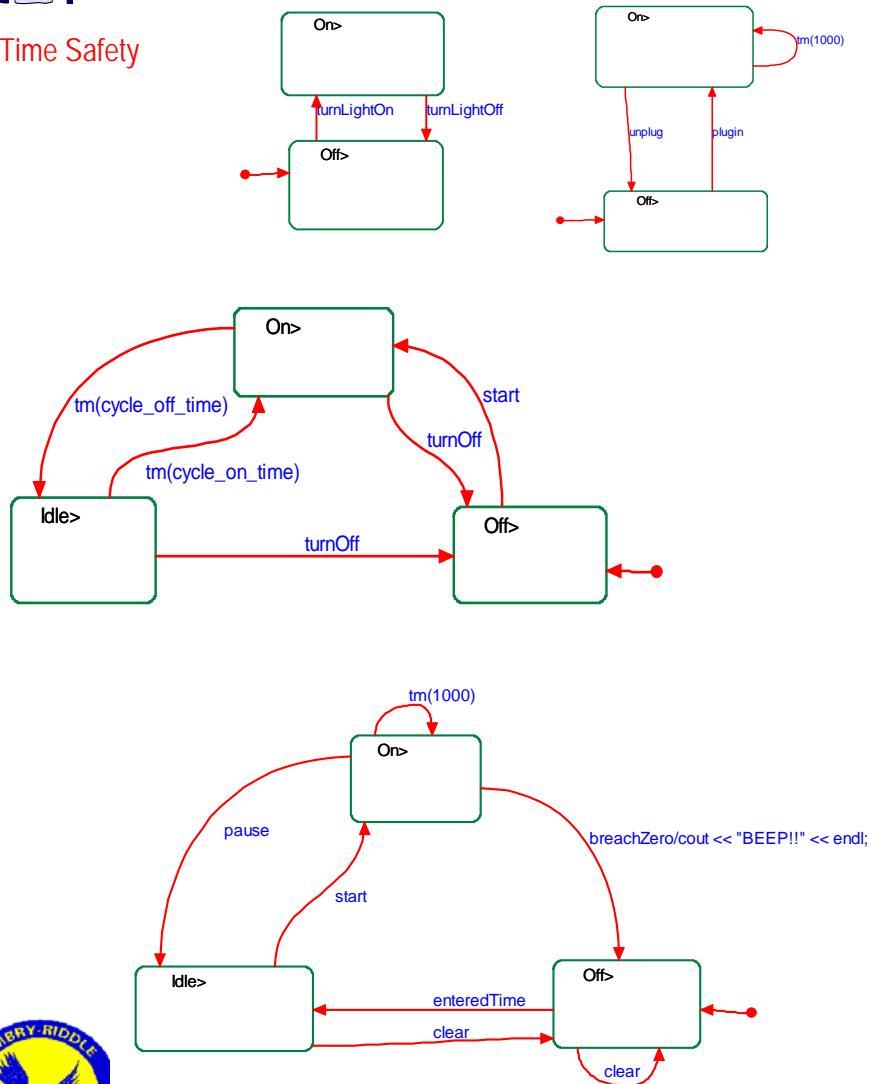 Time Safety
On>
turnLightOn
turnLightOff
Off>
On>
tm(1000)
unplug
plugin
Off>
On>
tm(cycle_off_time)
start
turnOff
tm(cycle_on_time)
Idle>
Off>
turnOff
tm(1000)
On>
pause
breachZero/cout << "BEEP!!" << endl;
start
Idle>
Off>
enteredTime
clear
clear